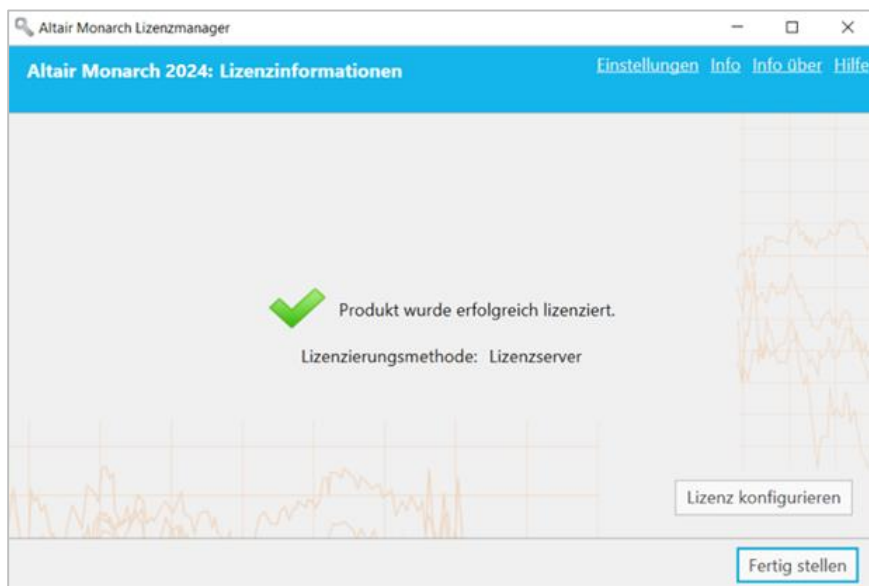 Altair Monarch Lizenzmanager
Altair Monarch 2024: Lizenzinformationen
Einstellungen Info Info über Hilfe
Produkt wurde erfolgreich lizenziert.
Lizenzierungsmethode: Lizenzserver
Lizenz konfigurieren
Fertig stellen